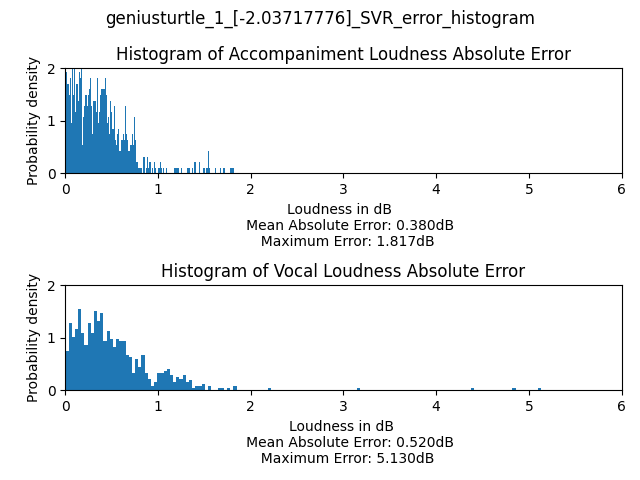 geniusturtle_1_[-2.03717776]_SVR_error_histogram
Histogram of Accompaniment Loudness Absolute Error
Probability density
2
1
0
0 1 2 3 4 5 6
Loudness in dB
Mean Absolute Error: 0.380dB
Maximum Error: 1.817dB
Histogram of Vocal Loudness Absolute Error
Probability density
2
1
0
0 1 2 3 4 5 6
Loudness in dB
Mean Absolute Error: 0.520dB
Maximum Error: 5.130dB